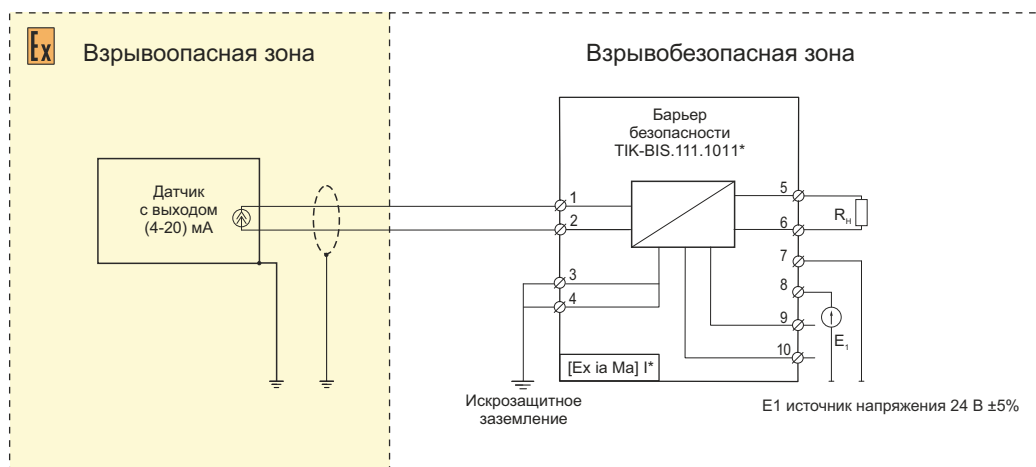 Ex
Взрывоопасная зона
Взрывобезопасная зона
Барьер
безопасности
TIK-BIS.111.1011*
Датчик
с выходом
(4-20) мА
1
2
3
4
5
6
7
8
9
10
Rн
E1
[Ex ia Ma] I*
Искрозащитное
заземление
E1 источник напряжения 24 В ±5%